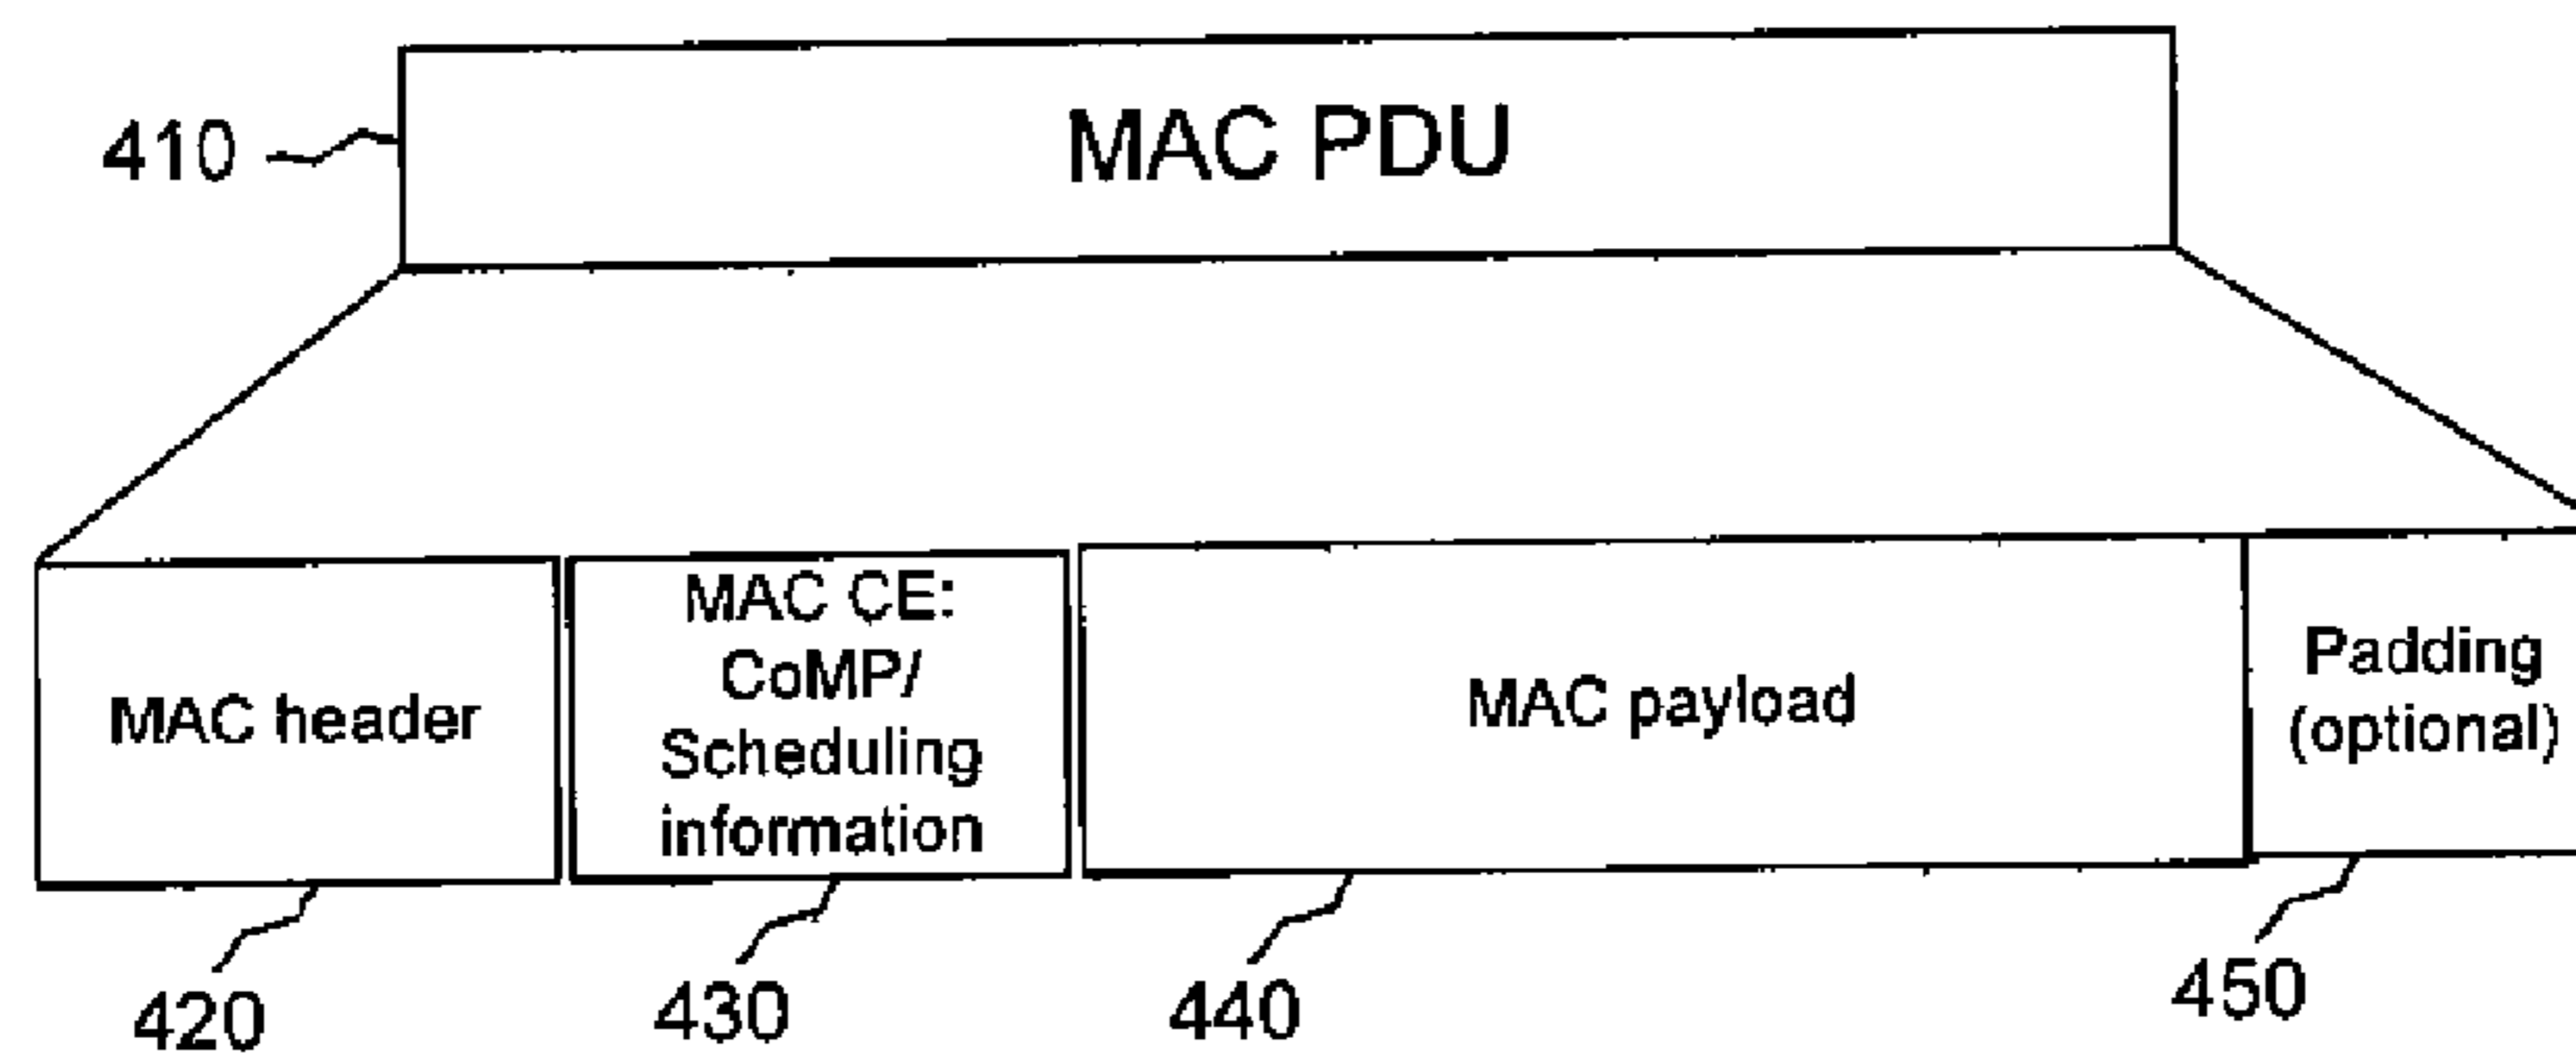 MAC PDU
410
MAC header
MAC CE:
CoMP/
Scheduling
information
MAC payload
Padding
(optional)
420
430
440
450